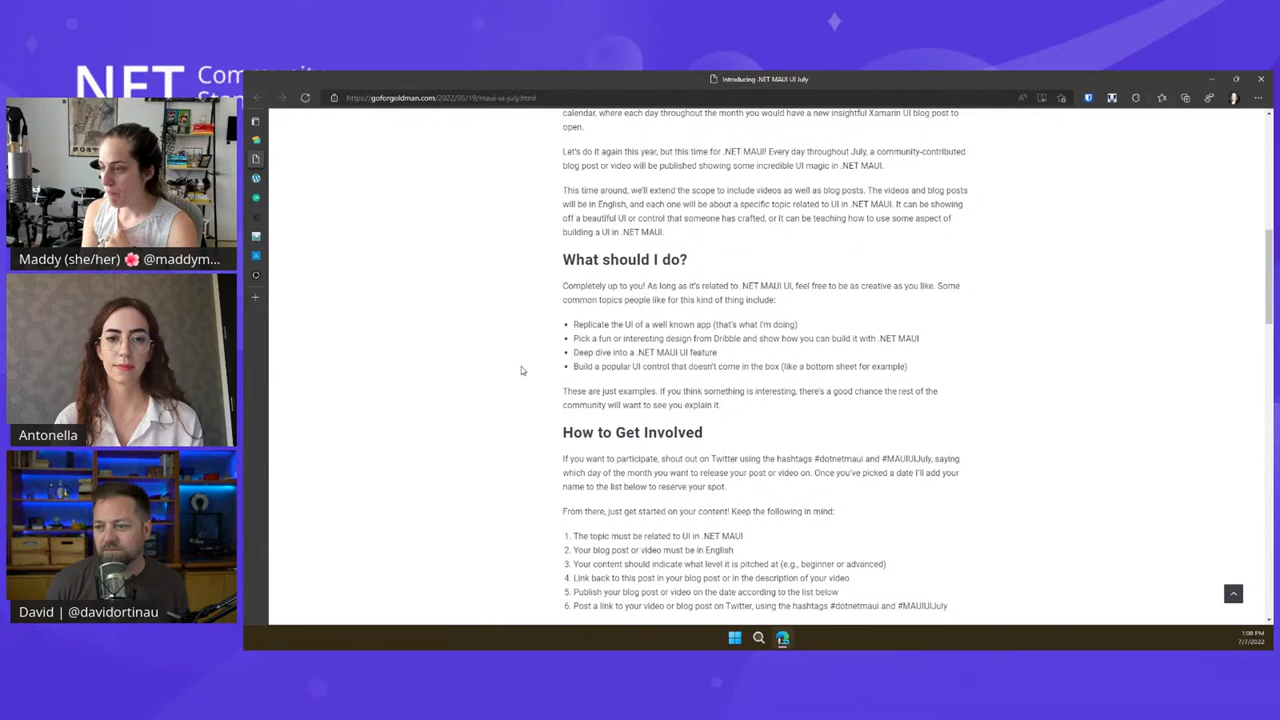 .NET Community
Introducing .NET MAUI UI July
https://goforgoldman.com/2022/05/19/maui-ui-july.html
calendar, where each day throughout the month you would have a new insightful Xamarin UI blog post to
open.
Let's do it again this year, but this time for .NET MAUI! Every day throughout July, a community-contributed
blog post or video will be published showing some incredible UI magic in .NET MAUI.
This time around, we'll extend the scope to include videos as well as blog posts. The videos and blog posts
will be in English, and each one will be about a specific topic related to UI in .NET MAUI. It can be showing
off a beautiful UI or control that someone has crafted, or it can be teaching how to use some aspect of
building a UI in .NET MAUI.
What should I do?
Completely up to you! As long as it's related to .NET MAUI UI, feel free to be as creative as you like. Some
common topics people like for this kind of thing include:
• Replicate the UI of a well known app (that's what I'm doing)
• Pick a fun or interesting design from Dribble and show how you can build it with .NET MAUI
• Deep dive into a .NET MAUI UI feature
• Build a popular UI control that doesn't come in the box (like a bottom sheet for example)
These are just examples. If you think something is interesting, there's a good chance the rest of the
community will want to see you explain it.
How to Get Involved
If you want to participate, shout out on Twitter using the hashtags #dotnetmaui and #MAUIUIJuly, saying
which day of the month you want to release your post or video on. Once you've picked a date I'll add your
name to the list below to reserve your spot.
From there, just get started on your content! Keep the following in mind:
1. The topic must be related to UI in .NET MAUI
2. Your blog post or video must be in English
3. Your content should indicate what level it is pitched at (e.g., beginner or advanced)
4. Link back to this post in your blog post or in the description of your video
5. Publish your blog post or video on the date according to the list below
6. Post a link to your video or blog post on Twitter, using the hashtags #dotnetmaui and #MAUIUIJuly
Maddy (she/her) 🌺 @maddym...
Antonella
David | @davidortinau
1:08 PM
7/7/2022